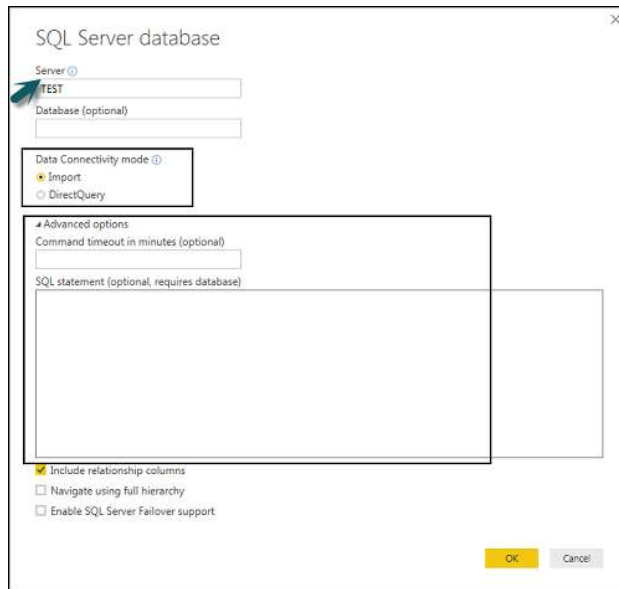 SQL Server database
Server
TEST
Database (optional)
Data Connectivity mode
Import
DirectQuery
Advanced options
Command timeout in minutes (optional)
SQL statement (optional, requires database)
Include relationship columns
Navigate using full hierarchy
Enable SQL Server Failover support
OK Cancel